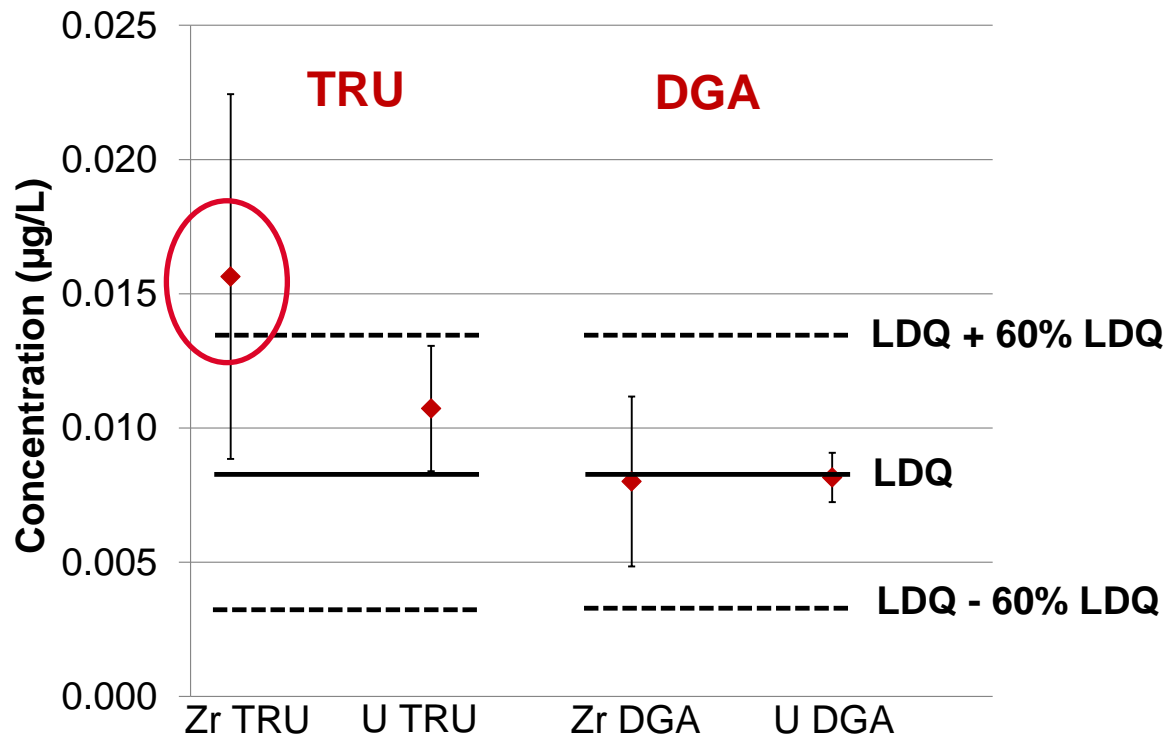 Concentration (µg/L)
0.025
0.020
0.015
0.010
0.005
0.000
TRU
DGA
LDQ + 60% LDQ
LDQ
LDQ - 60% LDQ
Zr TRU
U TRU
Zr DGA
U DGA